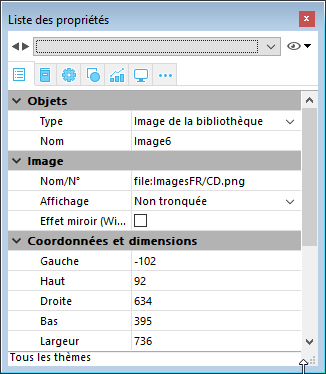 Liste des propriétés
Objets
Type Image de la bibliothèque
Nom Image6
Image
Nom/N° file:ImagesFR/CD.png
Affichage Non tronquée
Effet miroir (Wi...
Coordonnées et dimensions
Gauche -102
Haut 92
Droite 634
Bas 395
Largeur 736
Tous les thèmes